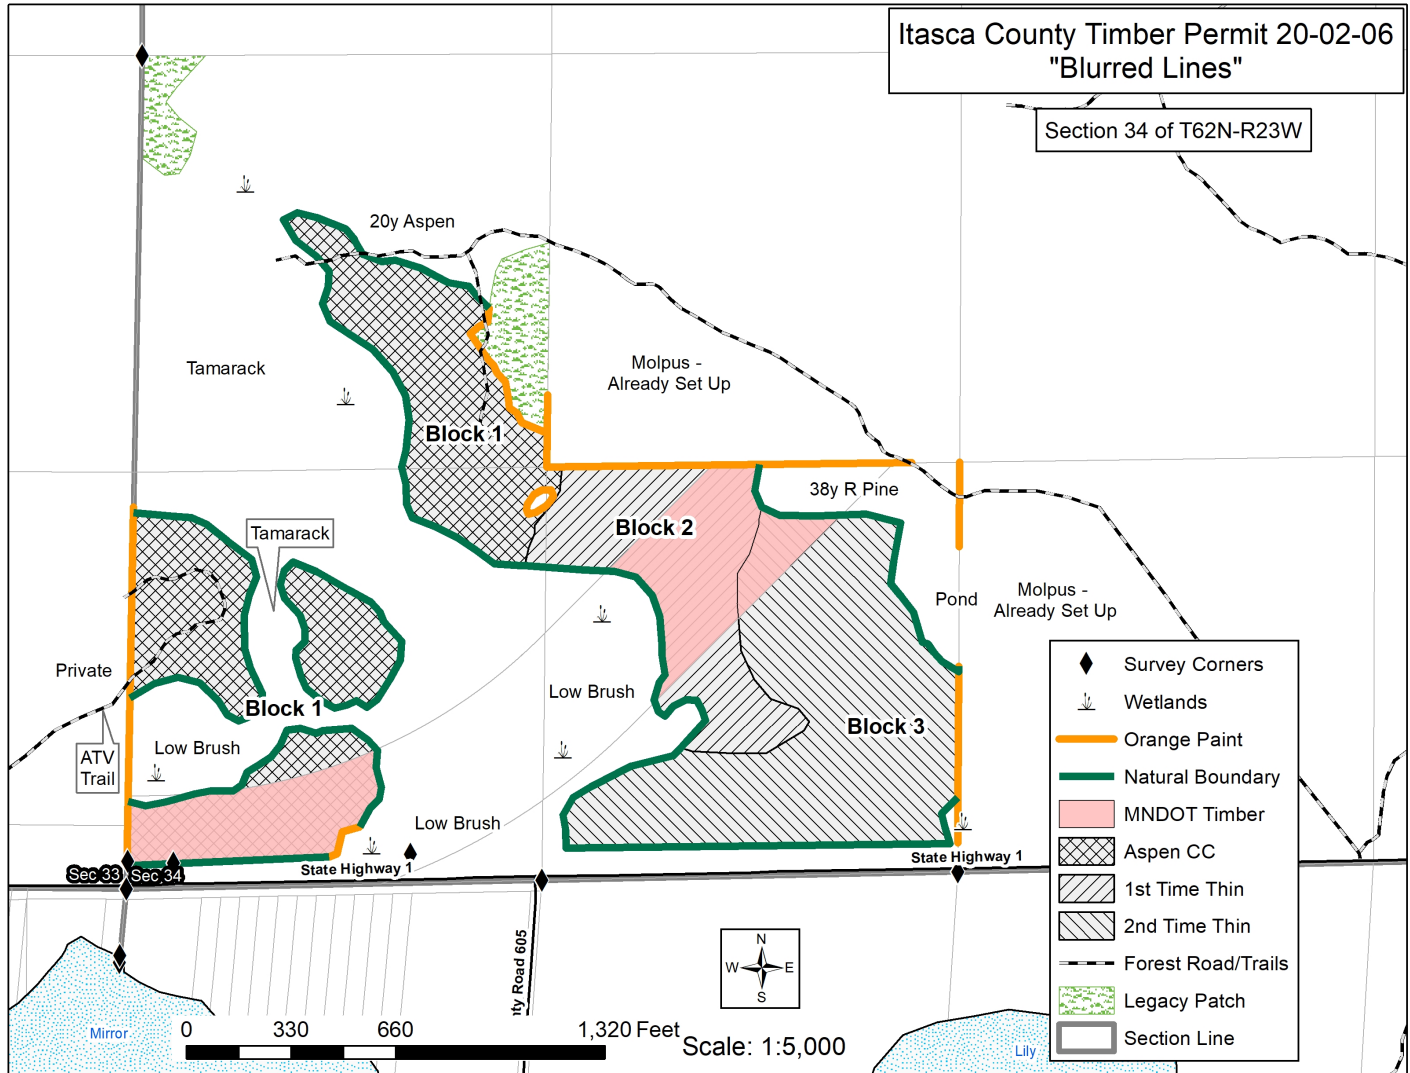 Itasca County Timber Permit 20-02-06
"Blurred Lines"
Section 34 of T62N-R23W
20y Aspen
Tamarack
Molpus -
Already Set Up
Block 1
38y R Pine
Block 2
Tamarack
Pond
Molpus -
Already Set Up
Private
Low Brush
Block 1
Block 3
Low Brush
ATV
Trail
Low Brush
State Highway 1
State Highway 1
Sec 33
Sec 34
Survey Corners
Wetlands
Orange Paint
Natural Boundary
MNDOT Timber
Aspen CC
1st Time Thin
2nd Time Thin
Forest Road/Trails
Legacy Patch
Section Line
nty Road 605
N
W E
S
Mirror
Lily
0 330 660 1,320 Feet
Scale: 1:5,000